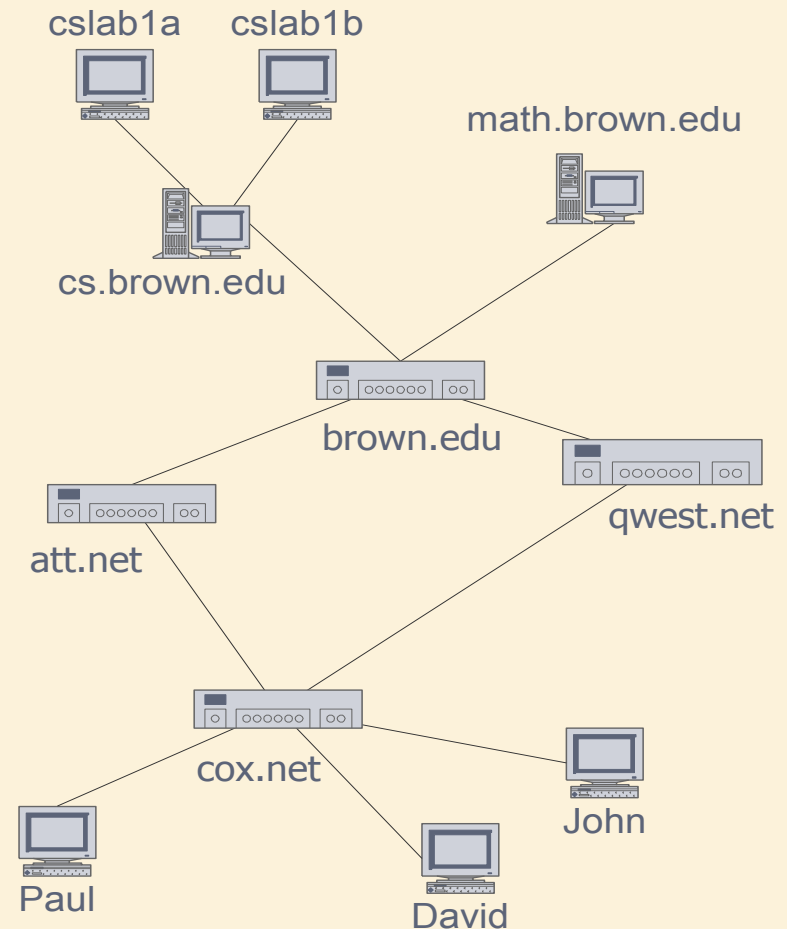 cslab1a
cslab1b
math.brown.edu
cs.brown.edu
brown.edu
qwest.net
att.net
cox.net
John
Paul
David